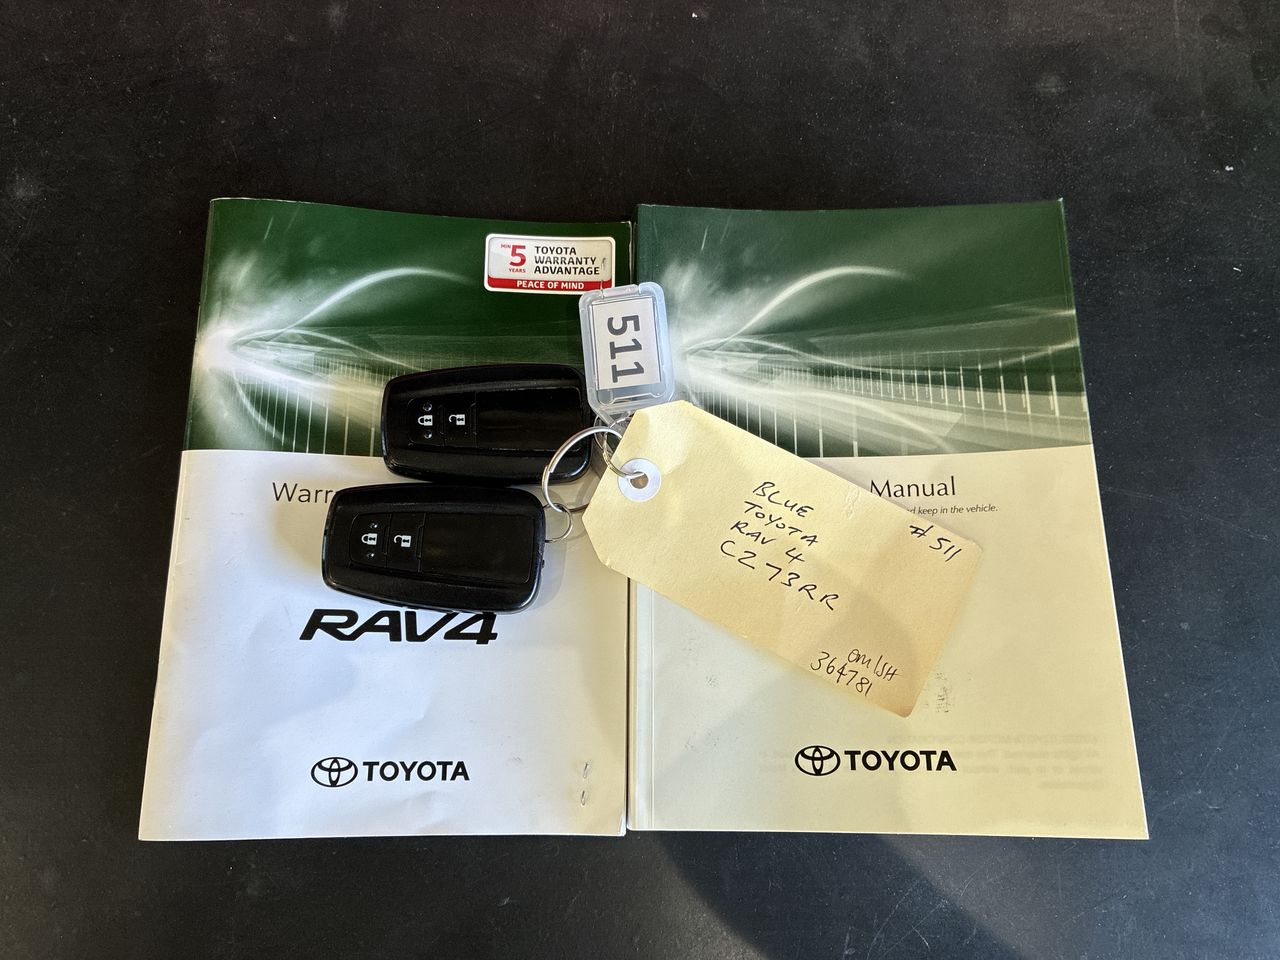 MIN
5
YEARS
TOYOTA
WARRANTY
ADVANTAGE
PEACE OF MIND
511
RAV4
TOYOTA
Manual
keep in the vehicle.
BLUE
TOYOTA
RAV 4
CZ73RR
# 511
OM/SH
364781
TOYOTA